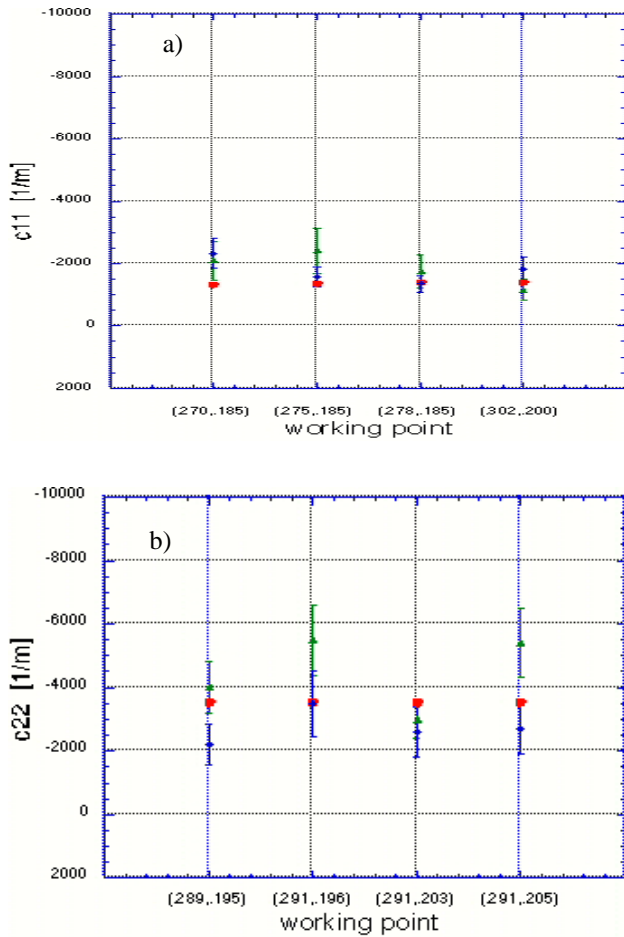 a)
-10000
-8000
-6000
-4000
-2000
0
2000
c11 [1/m]
(270,.185) (275,.185) (278,.185) (302,.200)
working point
b)
-10000
-8000
-6000
-4000
-2000
0
2000
c22 [1/m]
(289,.195) (291,.196) (291,.203) (291,.205)
working point